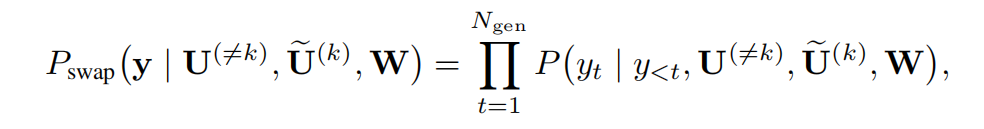 P_swap(𝐲 | 𝐔^(≠k), Ũ^(k), 𝐖) = ∏_{t=1}^{N_gen} P(y_t | y_{<t}, 𝐔^(≠k), Ũ^(k), 𝐖),